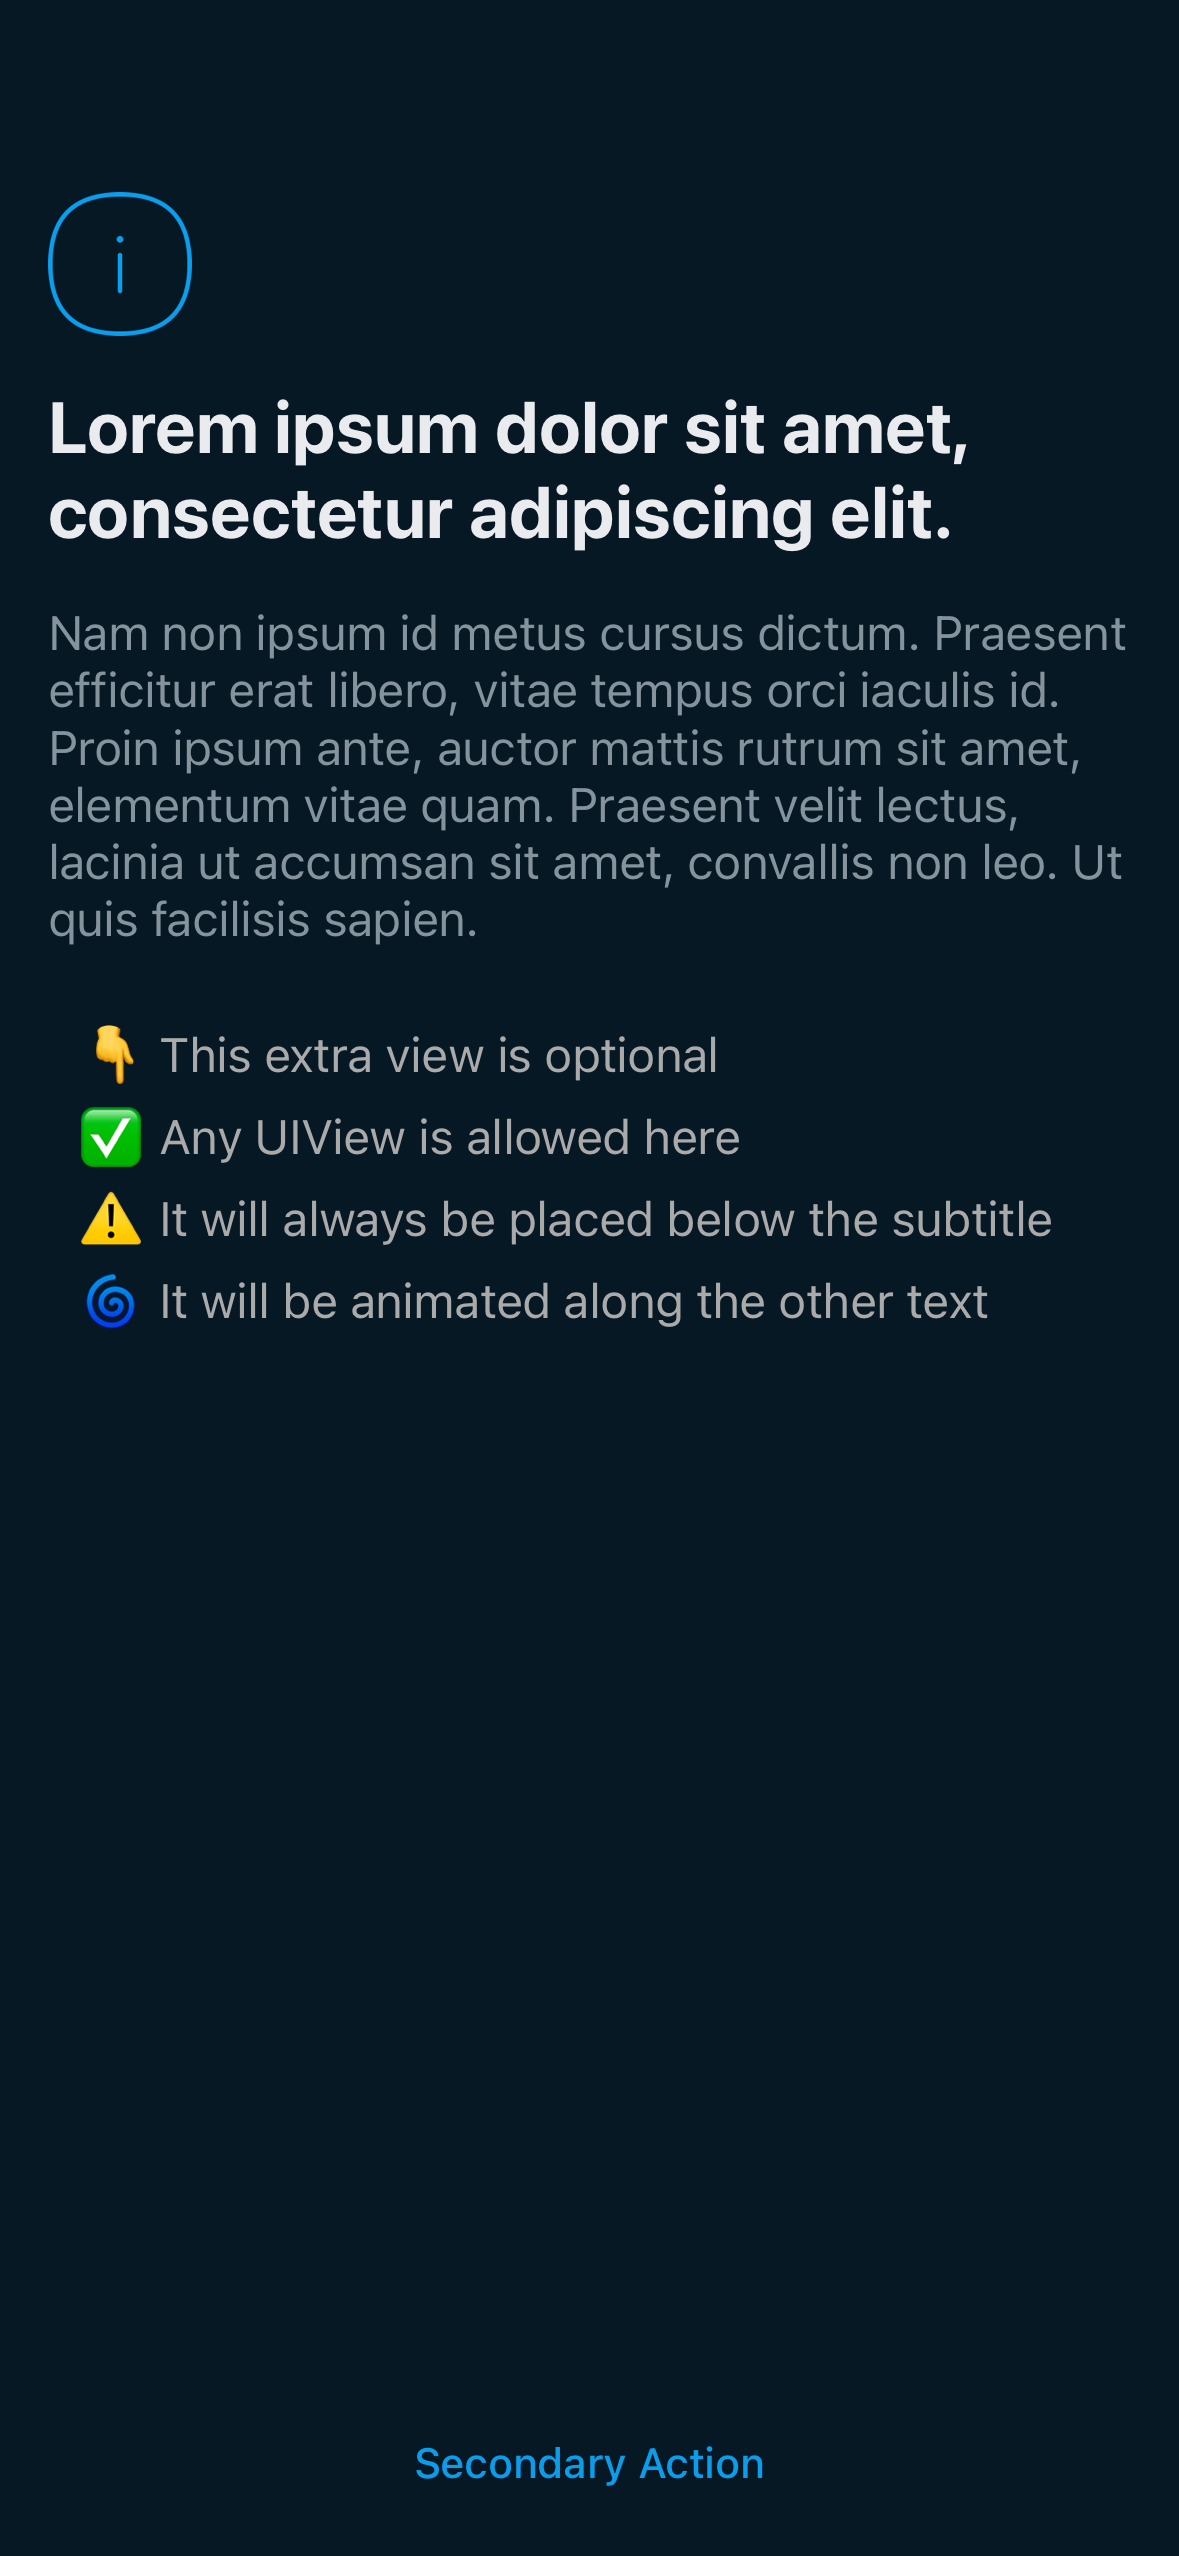 Lorem ipsum dolor sit amet,
consectetur adipiscing elit.
Nam non ipsum id metus cursus dictum. Praesent
efficitur erat libero, vitae tempus orci iaculis id.
Proin ipsum ante, auctor mattis rutrum sit amet,
elementum vitae quam. Praesent velit lectus,
lacinia ut accumsan sit amet, convallis non leo. Ut
quis facilisis sapien.
👇 This extra view is optional
✅ Any UIView is allowed here
⚠️ It will always be placed below the subtitle
🌀 It will be animated along the other text
Secondary Action